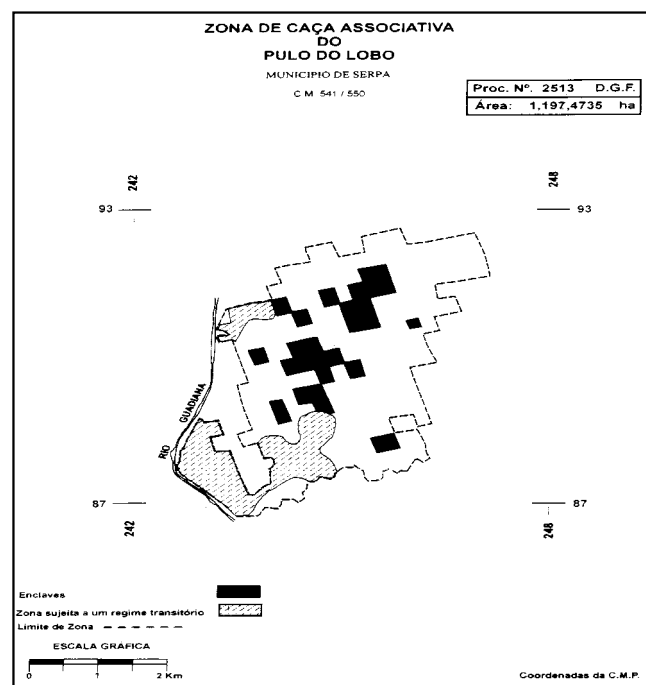 ZONA DE CAÇA ASSOCIATIVA
DO
PULO DO LOBO
MUNICIPIO DE SERPA
C M 541 / 550
Proc. Nº. 2513 D.G.F.
Área: 1,197,4735 ha
242
248
93
93
RIO GUADIANA
87
87
242
248
Enclaves
Zona sujeita a um regime transitório
Limite de Zona
ESCALA GRÁFICA
0 1 2 Km
Coordenadas da C.M.P.